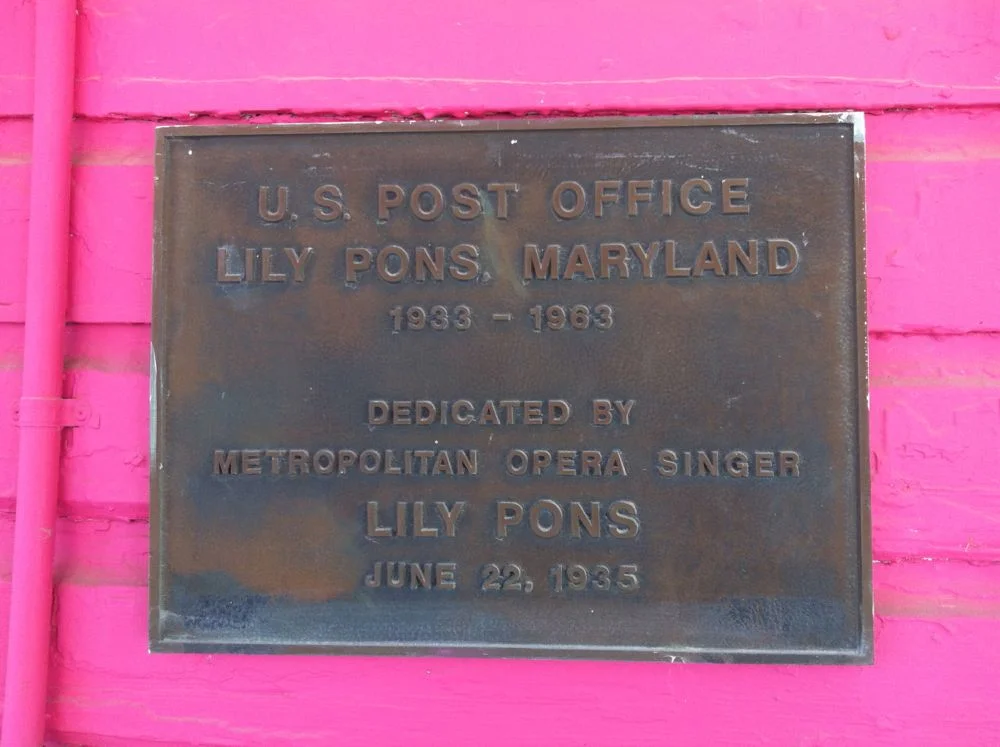 U.S. POST OFFICE
LILY PONS, MARYLAND
1933 - 1963
DEDICATED BY
METROPOLITAN OPERA SINGER
LILY PONS
JUNE 22, 1935